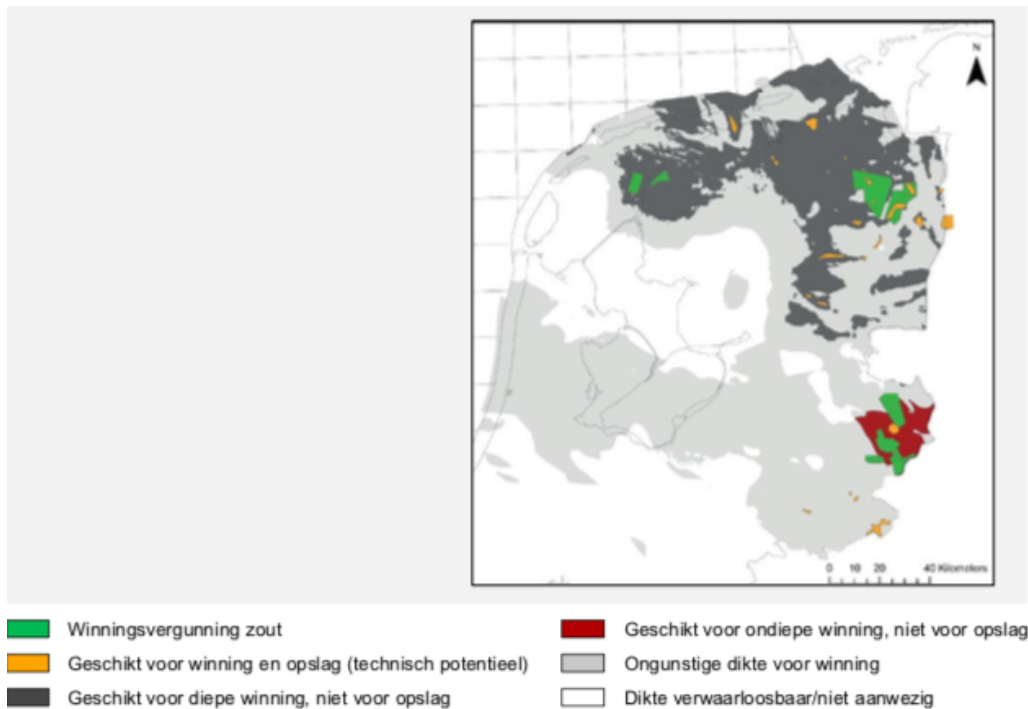 N
0 10 20 40 Kilometers
Winningsvergunning zout
Geschikt voor winning en opslag (technisch potentieel)
Geschikt voor diepe winning, niet voor opslag
Geschikt voor ondiepe winning, niet voor opslag
Ongunstige dikte voor winning
Dikte verwaarloosbaar/niet aanwezig